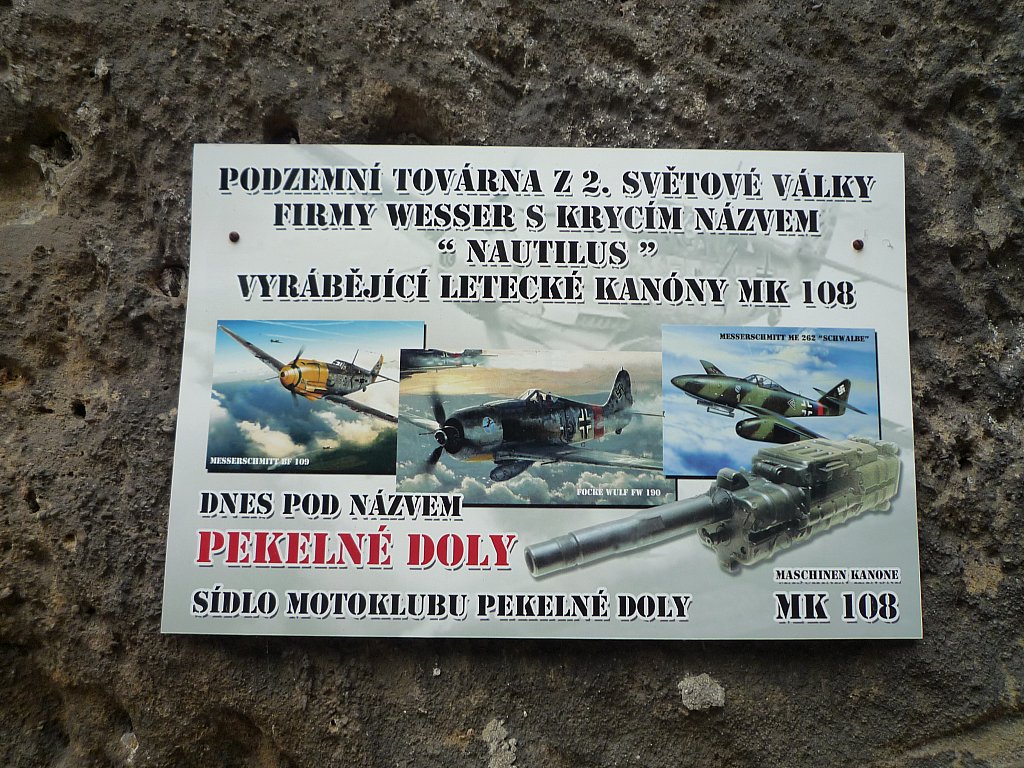 PODZEMNÍ TOVÁRNA Z 2. SVĚTOVÉ VÁLKY
FIRMY WESSER S KRYCÍM NÁZVEM
“ NAUTILUS ”
VYRÁBĚJÍCÍ LETECKÉ KANÓNY MK 108
MESSERSCHMITT ME 262 "SCHWALBE"
MESSERSCHMITT BF 109
FOCKE WULF FW 190
DNES POD NÁZVEM
PEKELNÉ DOLY
SÍDLO MOTOKLUBU PEKELNÉ DOLY
MASCHINEN KANONE
MK 108